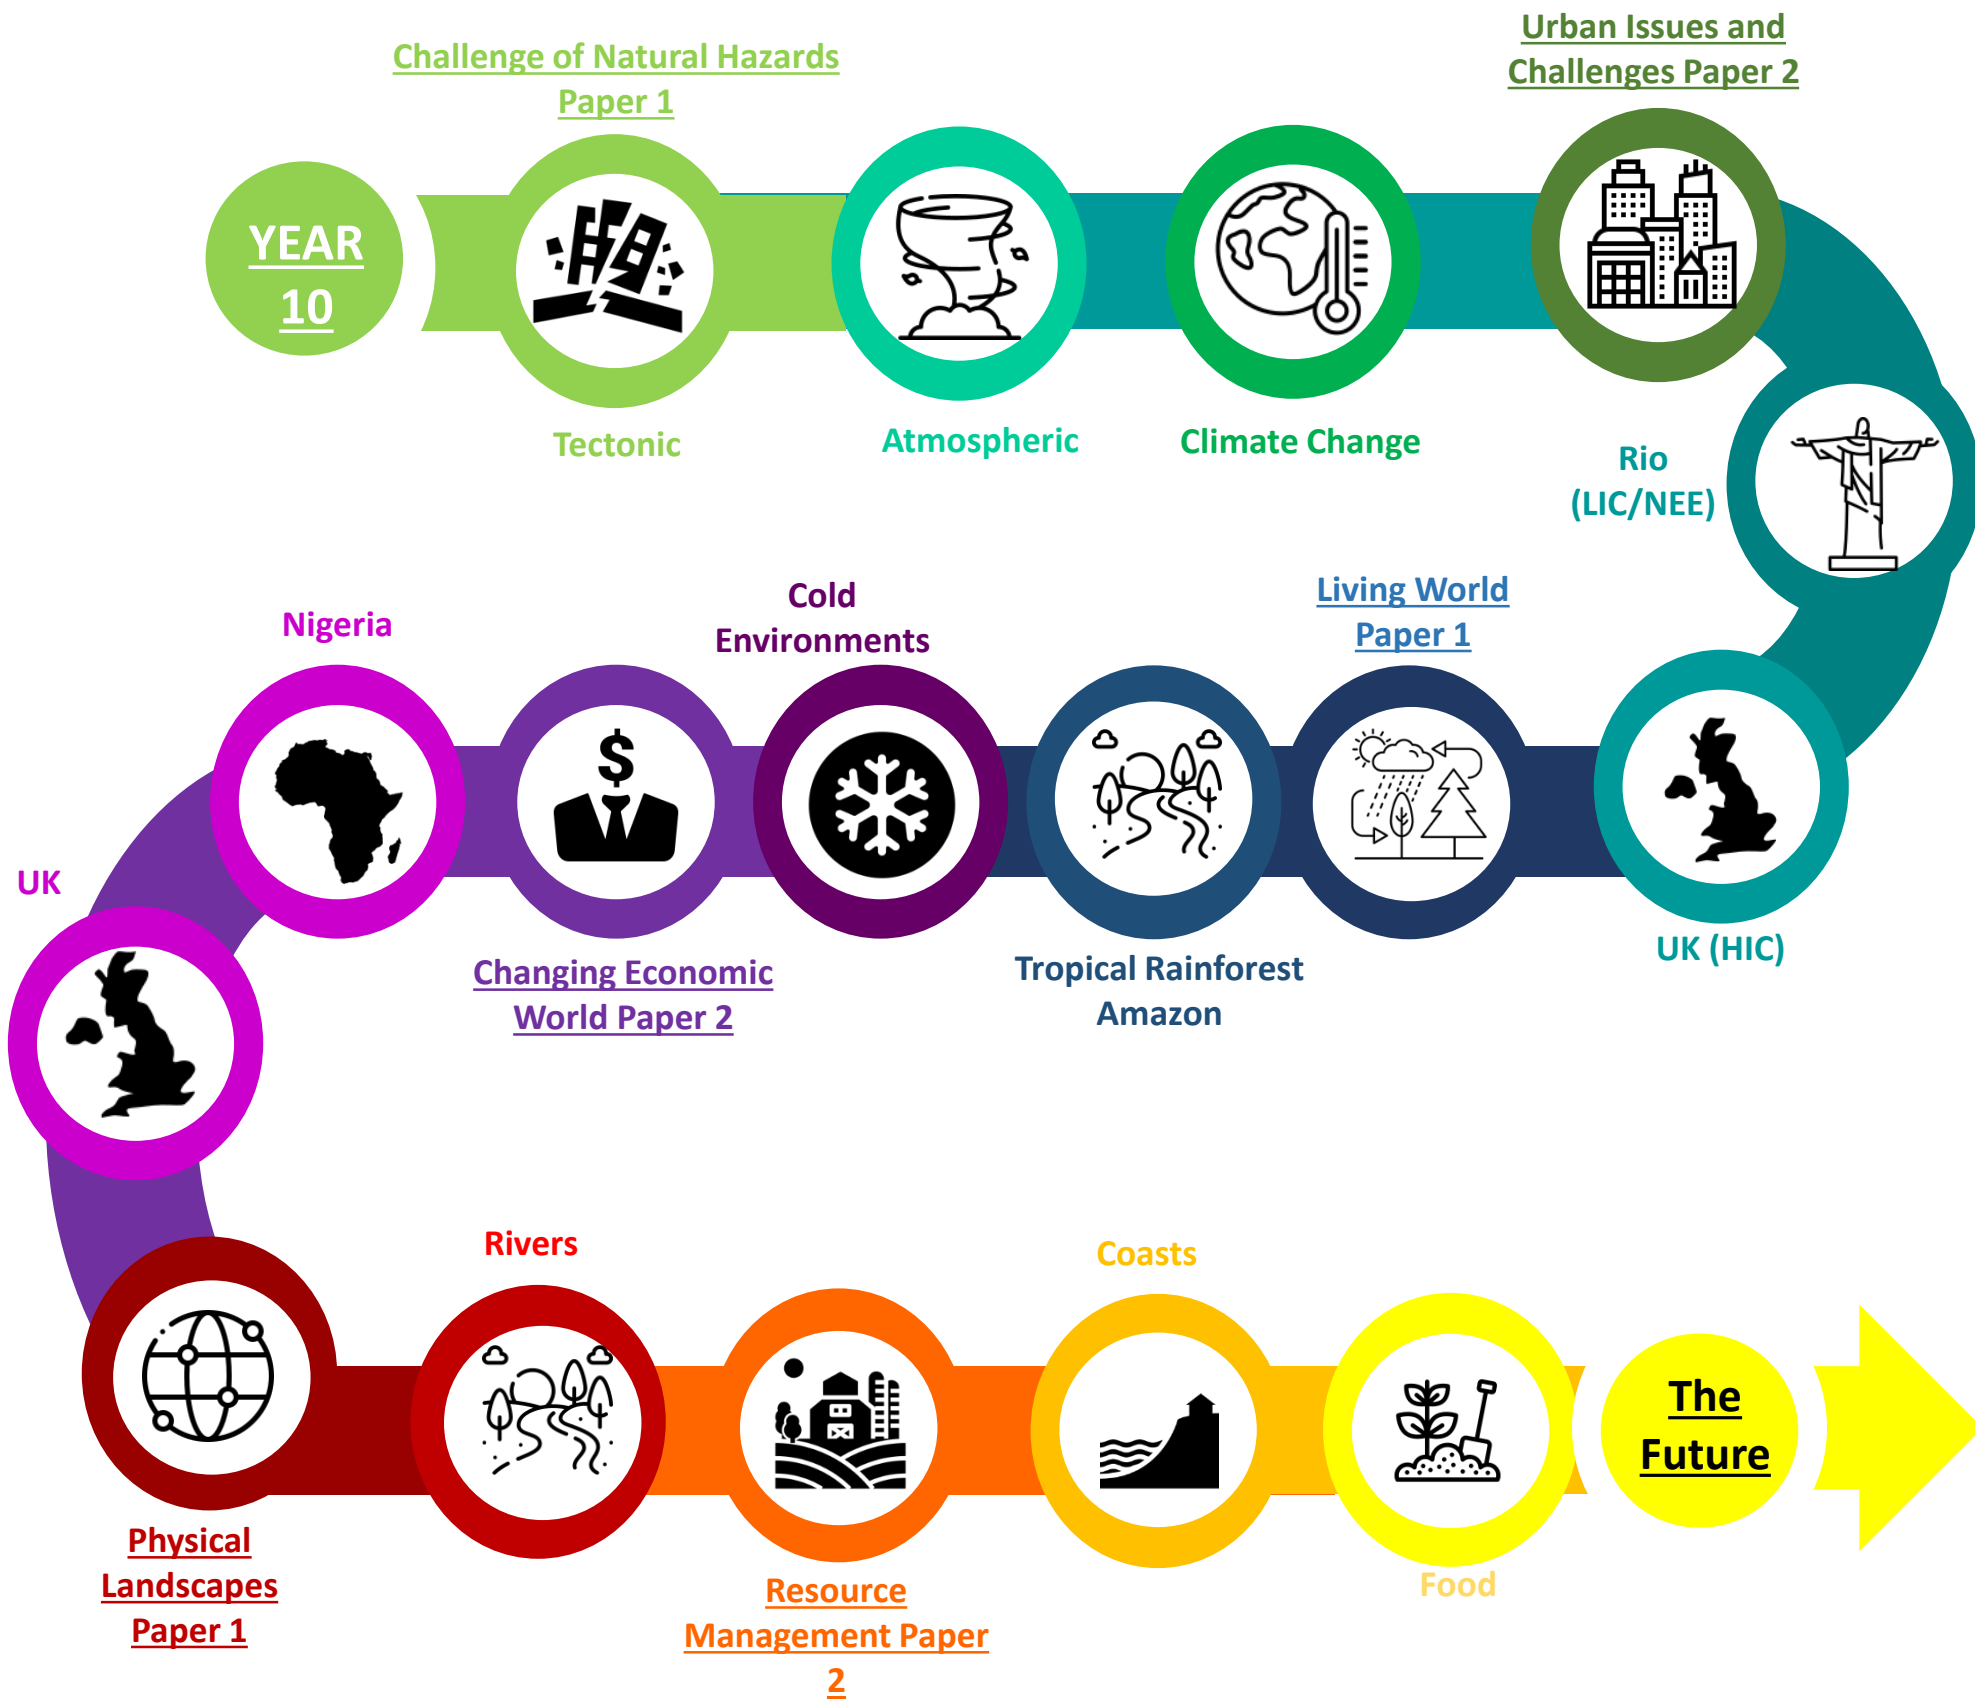 Challenge of Natural Hazards
Paper 1
Urban Issues and
Challenges Paper 2
YEAR
10
Tectonic
Atmospheric
Climate Change
Rio
(LIC/NEE)
Living World
Paper 1
Cold
Environments
Nigeria
$
UK (HIC)
Tropical Rainforest
Amazon
Changing Economic
World Paper 2
UK
Rivers
Coasts
The
Future
Physical
Landscapes
Paper 1
Resource
Management Paper
2
Food